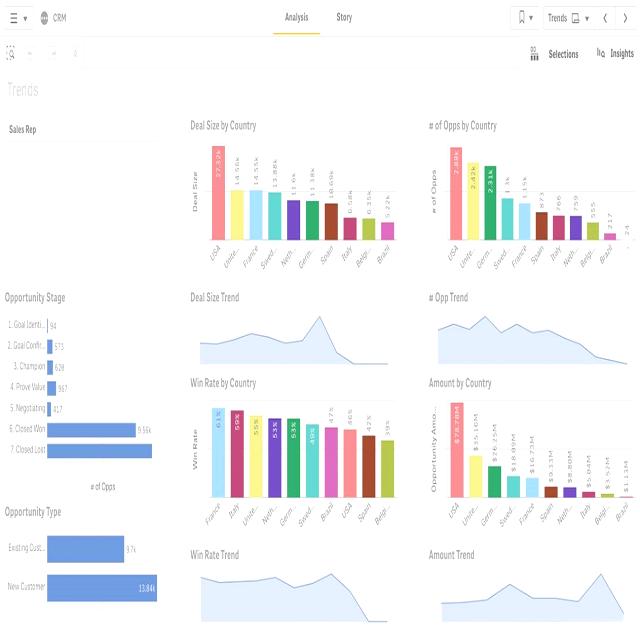 CRM
Analysis
Story
Trends
Selections
Insights
Trends
Sales Rep
Deal Size by Country
Deal Size
27.32k
14.56k
14.55k
13.88k
11.6k
11.38k
10.69k
6.58k
6.35k
5.22k
USA
Unite...
France
Swed...
Neth...
Germ...
Spain
Italy
Belgi...
Brazil
# of Opps by Country
# of Opps
2.88k
2.42k
2.31k
1.3k
1.15k
873
766
759
555
217
24
USA
Unite...
Germ...
Swed...
France
Spain
Italy
Neth...
Belgi...
Brazil
Opportunity Stage
1. Goal Identi...
94
2. Goal Confir...
573
3. Champion
628
4. Prove Value
967
5. Negotiating
417
6. Closed Won
9.96k
7. Closed Lost
# of Opps
Deal Size Trend
# Opp Trend
Win Rate by Country
Win Rate
61%
59%
55%
53%
53%
49%
47%
46%
42%
39%
France
Italy
Unite...
Neth...
Germ...
Swed...
Brazil
USA
Spain
Belgi...
Amount by Country
Opportunity Amo...
$78.78M
$35.16M
$26.25M
$18.09M
$16.73M
$9.33M
$8.80M
$5.04M
$3.52M
$1.13M
USA
Unite...
Germ...
Swed...
France
Spain
Neth...
Italy
Belgi...
Brazil
Opportunity Type
Existing Cust...
9.7k
New Customer
13.84k
Win Rate Trend
Amount Trend